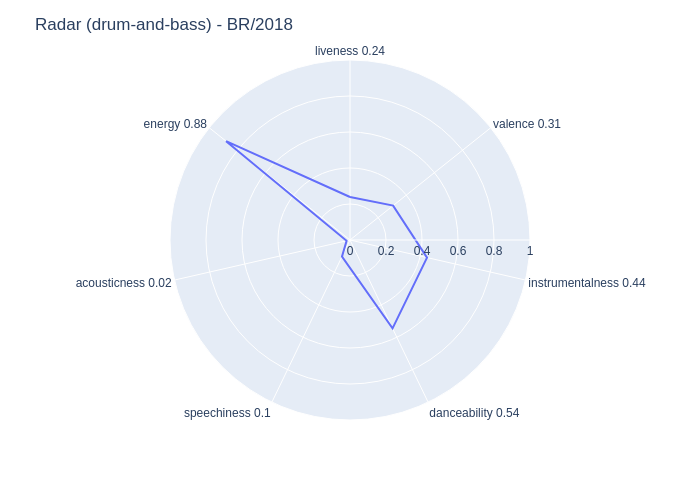 Radar (drum-and-bass) - BR/2018
liveness 0.24
energy 0.88
valence 0.31
0 0.2 0.4 0.6 0.8 1
acousticness 0.02
instrumentalness 0.44
speechiness 0.1
danceability 0.54